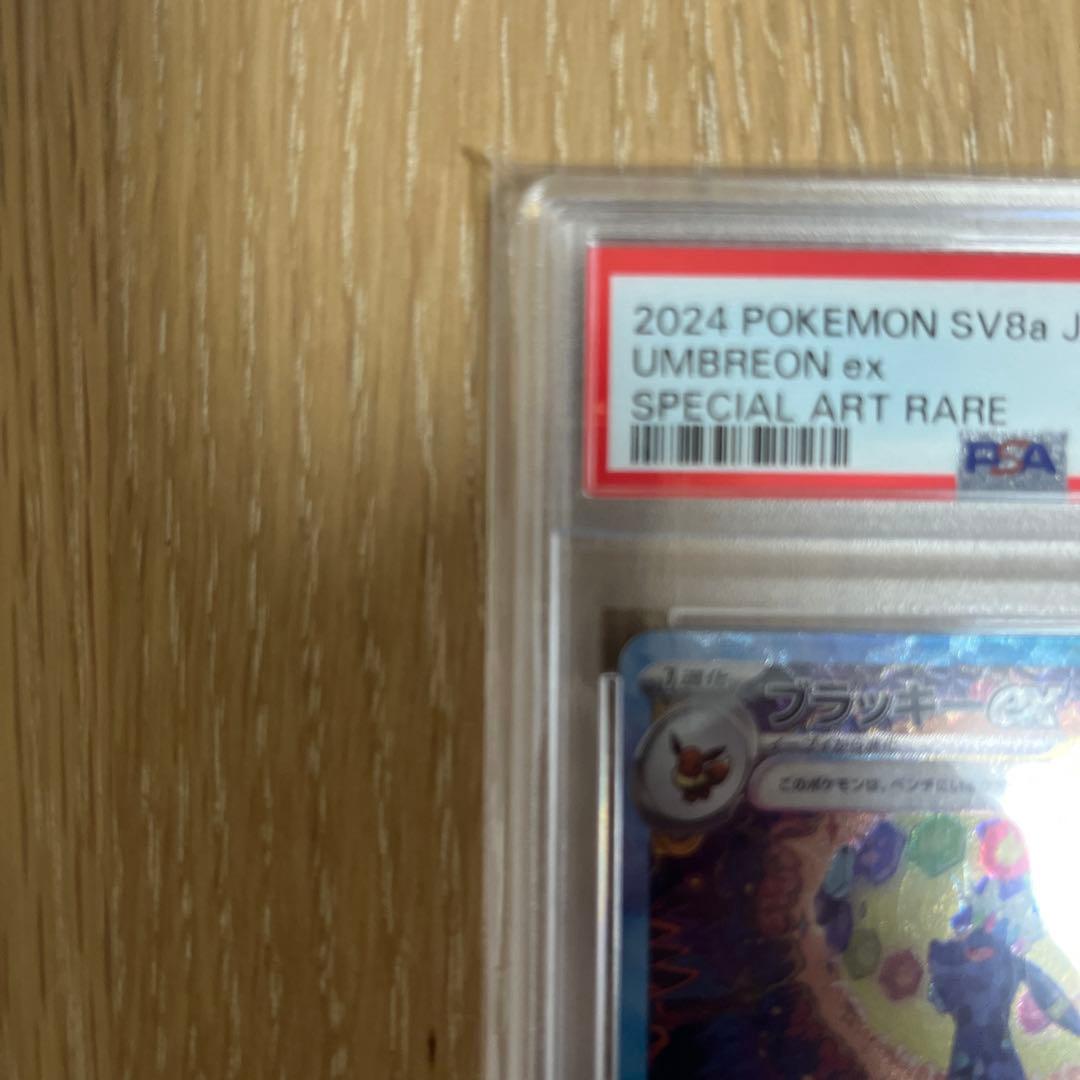 2024 POKEMON SV8a J
UMBREON ex
SPECIAL ART RARE
PSA
1進化
ブラッキーex
このポケモンは、ベンチにい